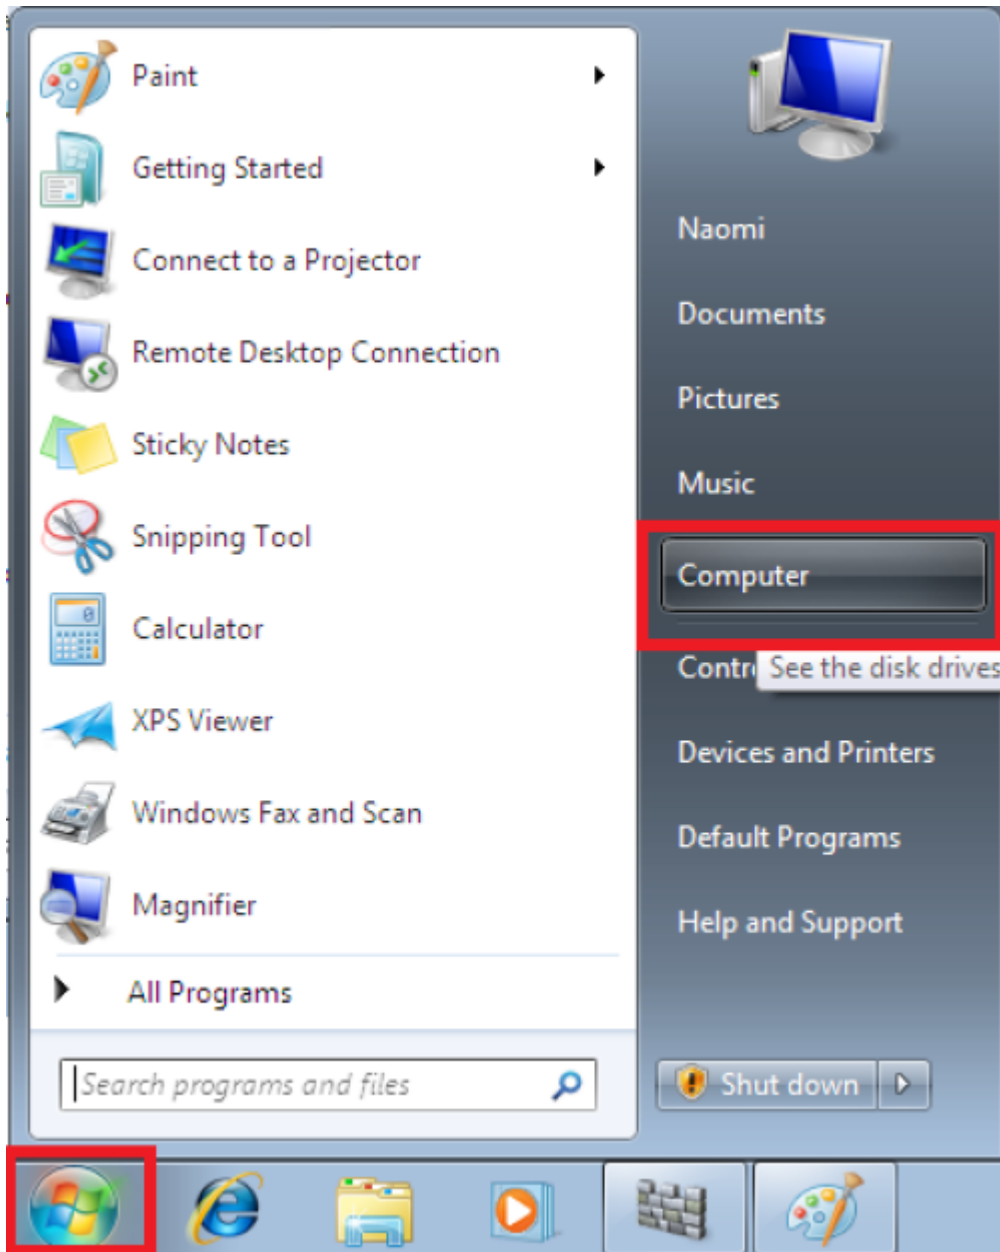 Paint
Getting Started
Connect to a Projector
Remote Desktop Connection
Sticky Notes
Snipping Tool
Calculator
XPS Viewer
Windows Fax and Scan
Magnifier
All Programs
Search programs and files
Naomi
Documents
Pictures
Music
Computer
Contr
See the disk drives
Devices and Printers
Default Programs
Help and Support
Shut down